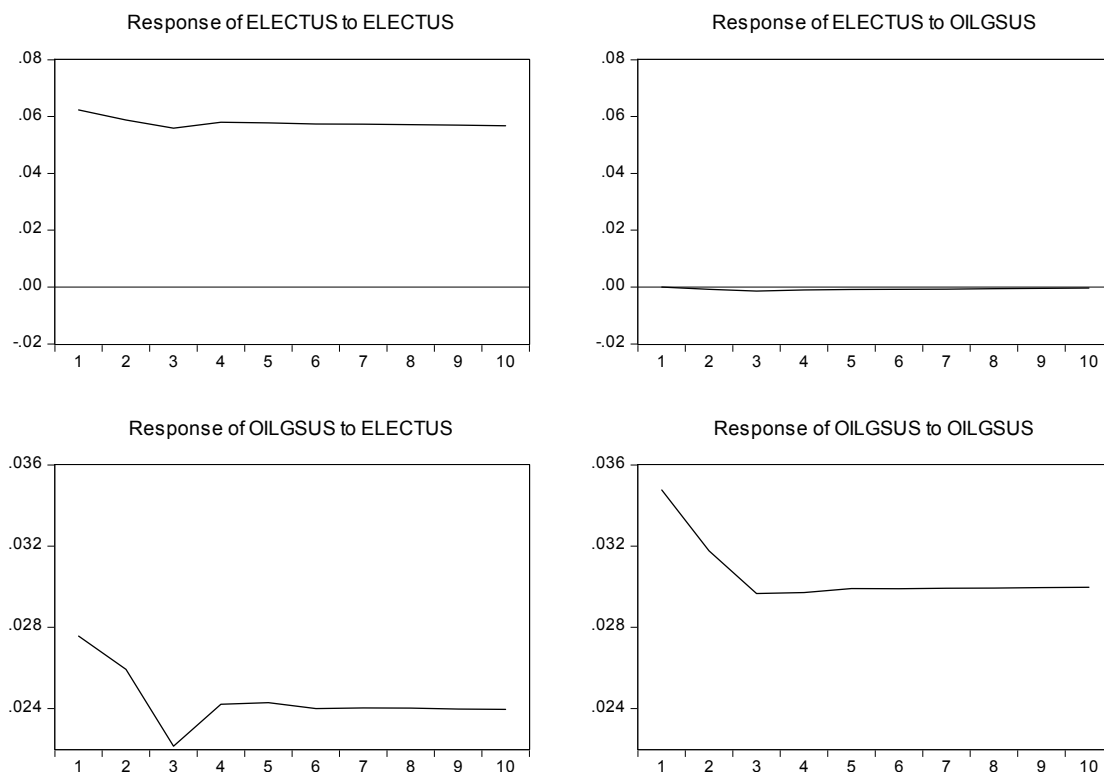 Response of ELECTUS to ELECTUS
.08
.06
.04
.02
.00
-.02
1 2 3 4 5 6 7 8 9 10
Response of ELECTUS to OILGSUS
.08
.06
.04
.02
.00
-.02
1 2 3 4 5 6 7 8 9 10
Response of OILGSUS to ELECTUS
.036
.032
.028
.024
1 2 3 4 5 6 7 8 9 10
Response of OILGSUS to OILGSUS
.036
.032
.028
.024
1 2 3 4 5 6 7 8 9 10